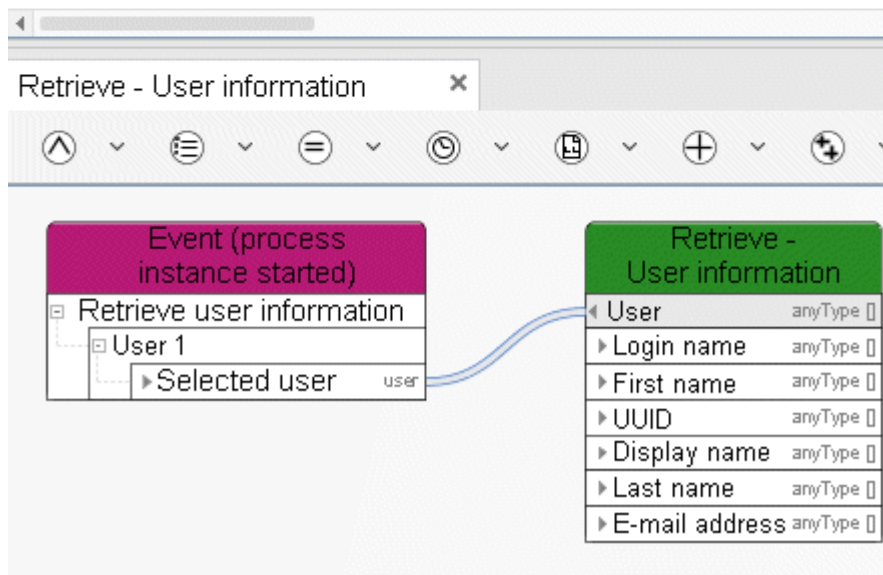 Retrieve - User information
Event (process
instance started)
Retrieve user information
User 1
Selected user user
Retrieve -
User information
User anyType []
Login name anyType []
First name anyType []
UUID anyType []
Display name anyType []
Last name anyType []
E-mail address anyType []